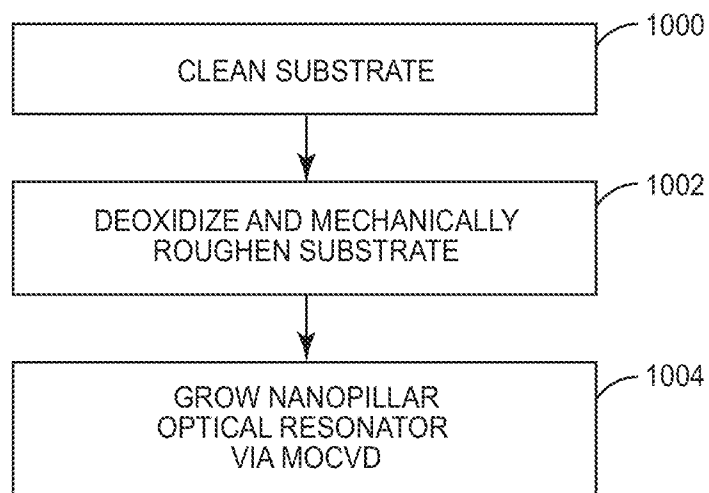 1000
CLEAN SUBSTRATE
1002
DEOXIDIZE AND MECHANICALLY
ROUGHEN SUBSTRATE
1004
GROW NANOPILLAR
OPTICAL RESONATOR
VIA MOCVD